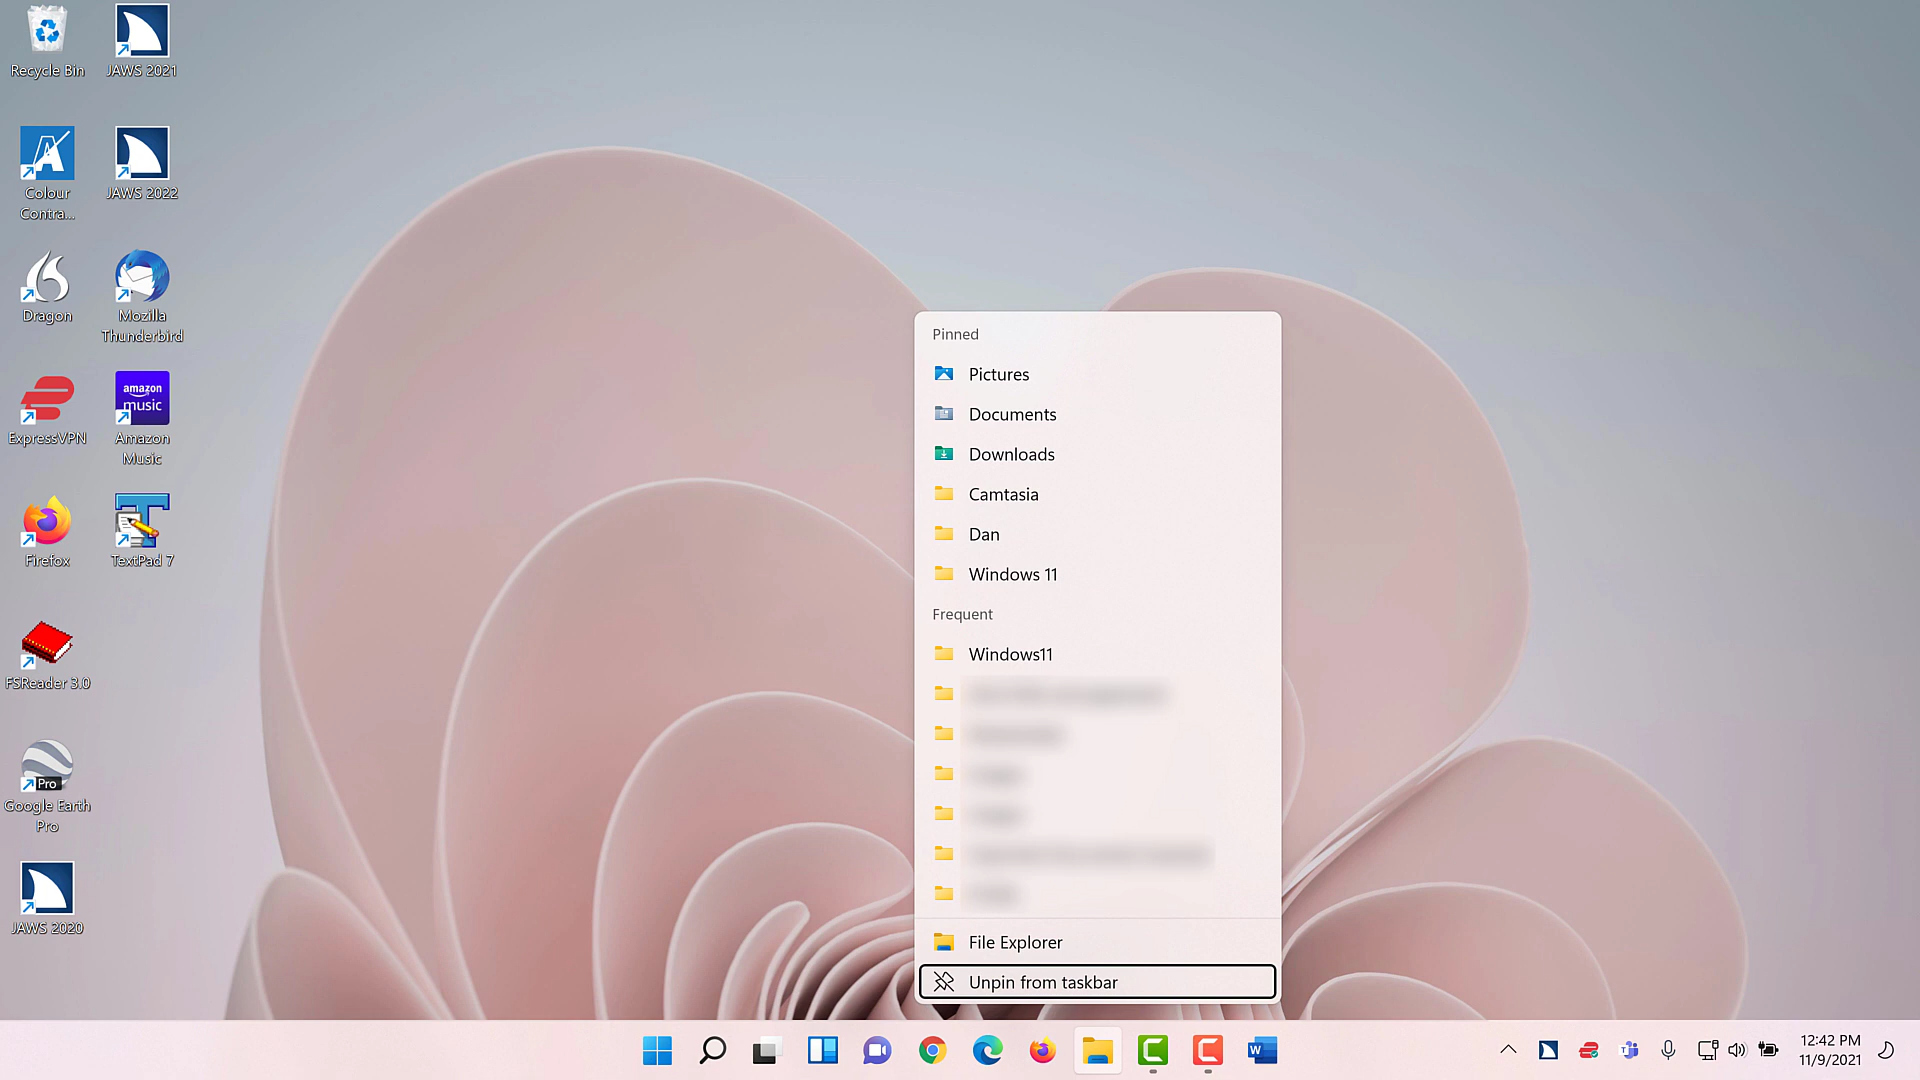 Recycle Bin
JAWS 2021
Colour
Contra...
JAWS 2022
Dragon
Mozilla
Thunderbird
ExpressVPN
amazon
music
Amazon
Music
Firefox
TextPad 7
FSReader 3.0
Pro
Google Earth
Pro
JAWS 2020
Pinned
Pictures
Documents
Downloads
Camtasia
Dan
Windows 11
Frequent
Windows11
File Explorer
Unpin from taskbar
12:42 PM
11/9/2021